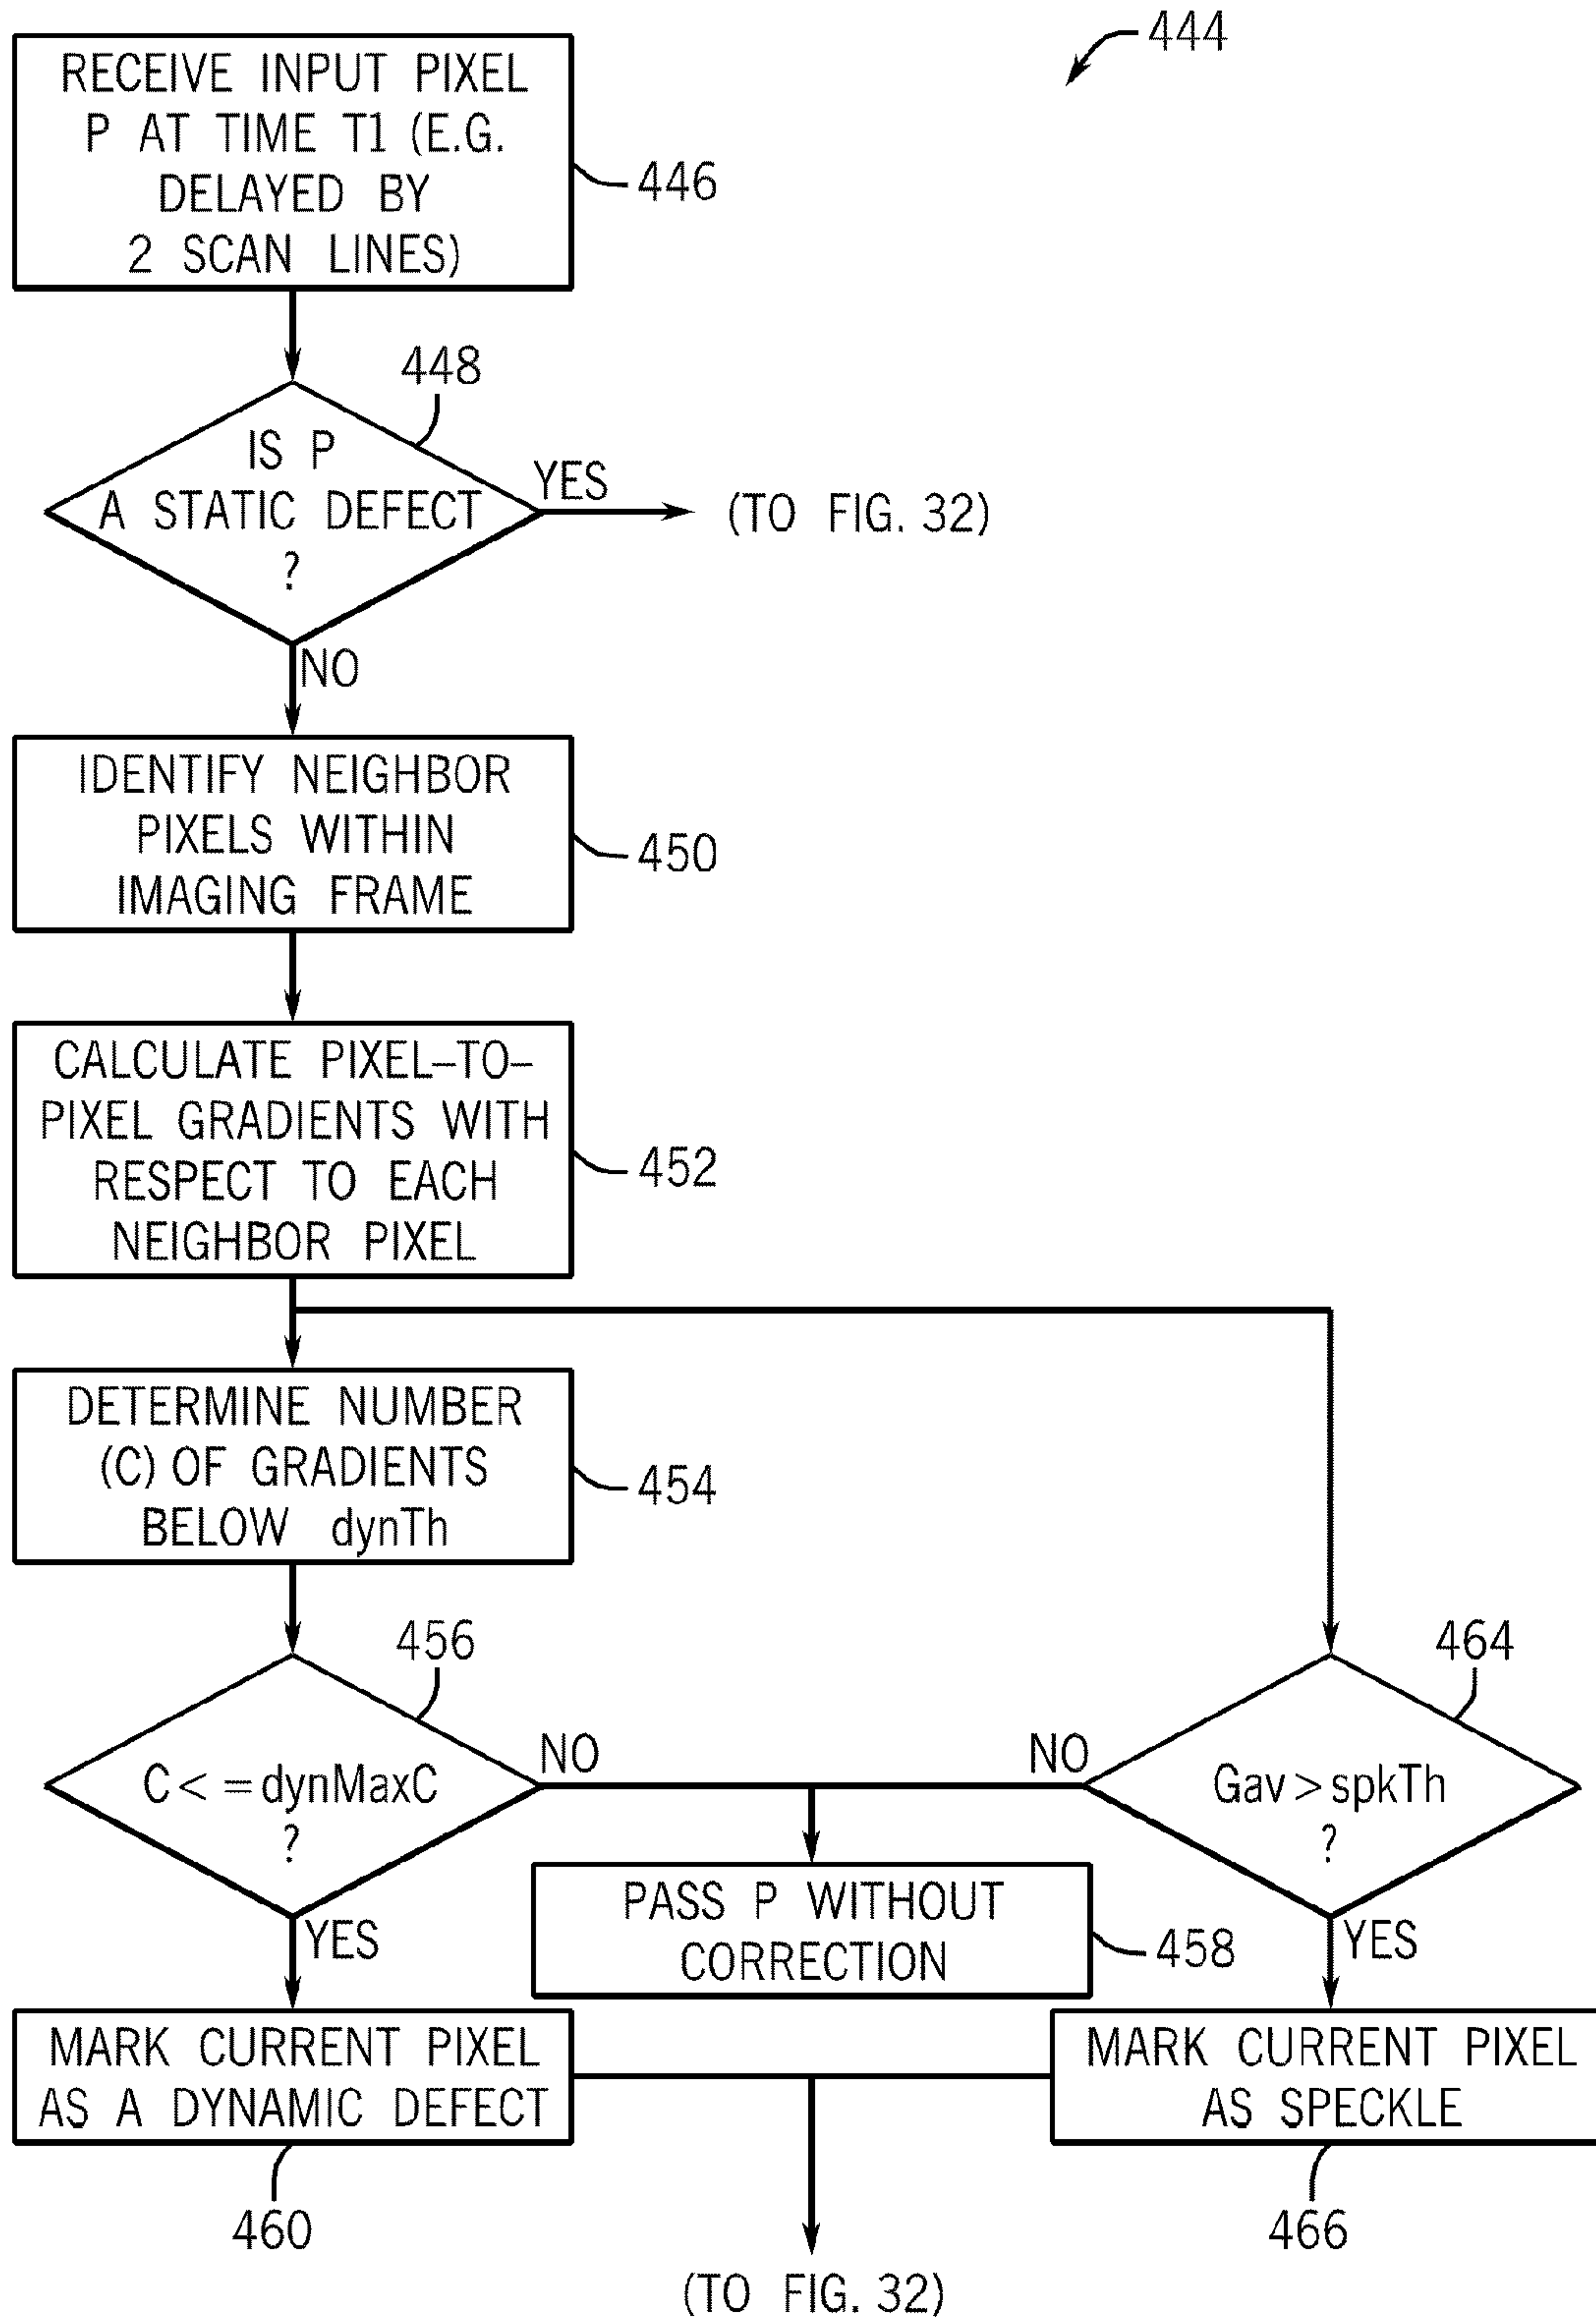 444
RECEIVE INPUT PIXEL
P AT TIME T1 (E.G.
DELAYED BY
2 SCAN LINES)
446
448
IS P
A STATIC DEFECT
?
YES
(TO FIG. 32)
NO
IDENTIFY NEIGHBOR
PIXELS WITHIN
IMAGING FRAME
450
CALCULATE PIXEL–TO–
PIXEL GRADIENTS WITH
RESPECT TO EACH
NEIGHBOR PIXEL
452
DETERMINE NUMBER
(C) OF GRADIENTS
BELOW dynTh
454
456
C < = dynMaxC
?
NO
YES
464
Gav > spkTh
?
NO
YES
PASS P WITHOUT
CORRECTION
458
MARK CURRENT PIXEL
AS A DYNAMIC DEFECT
460
MARK CURRENT PIXEL
AS SPECKLE
466
(TO FIG. 32)